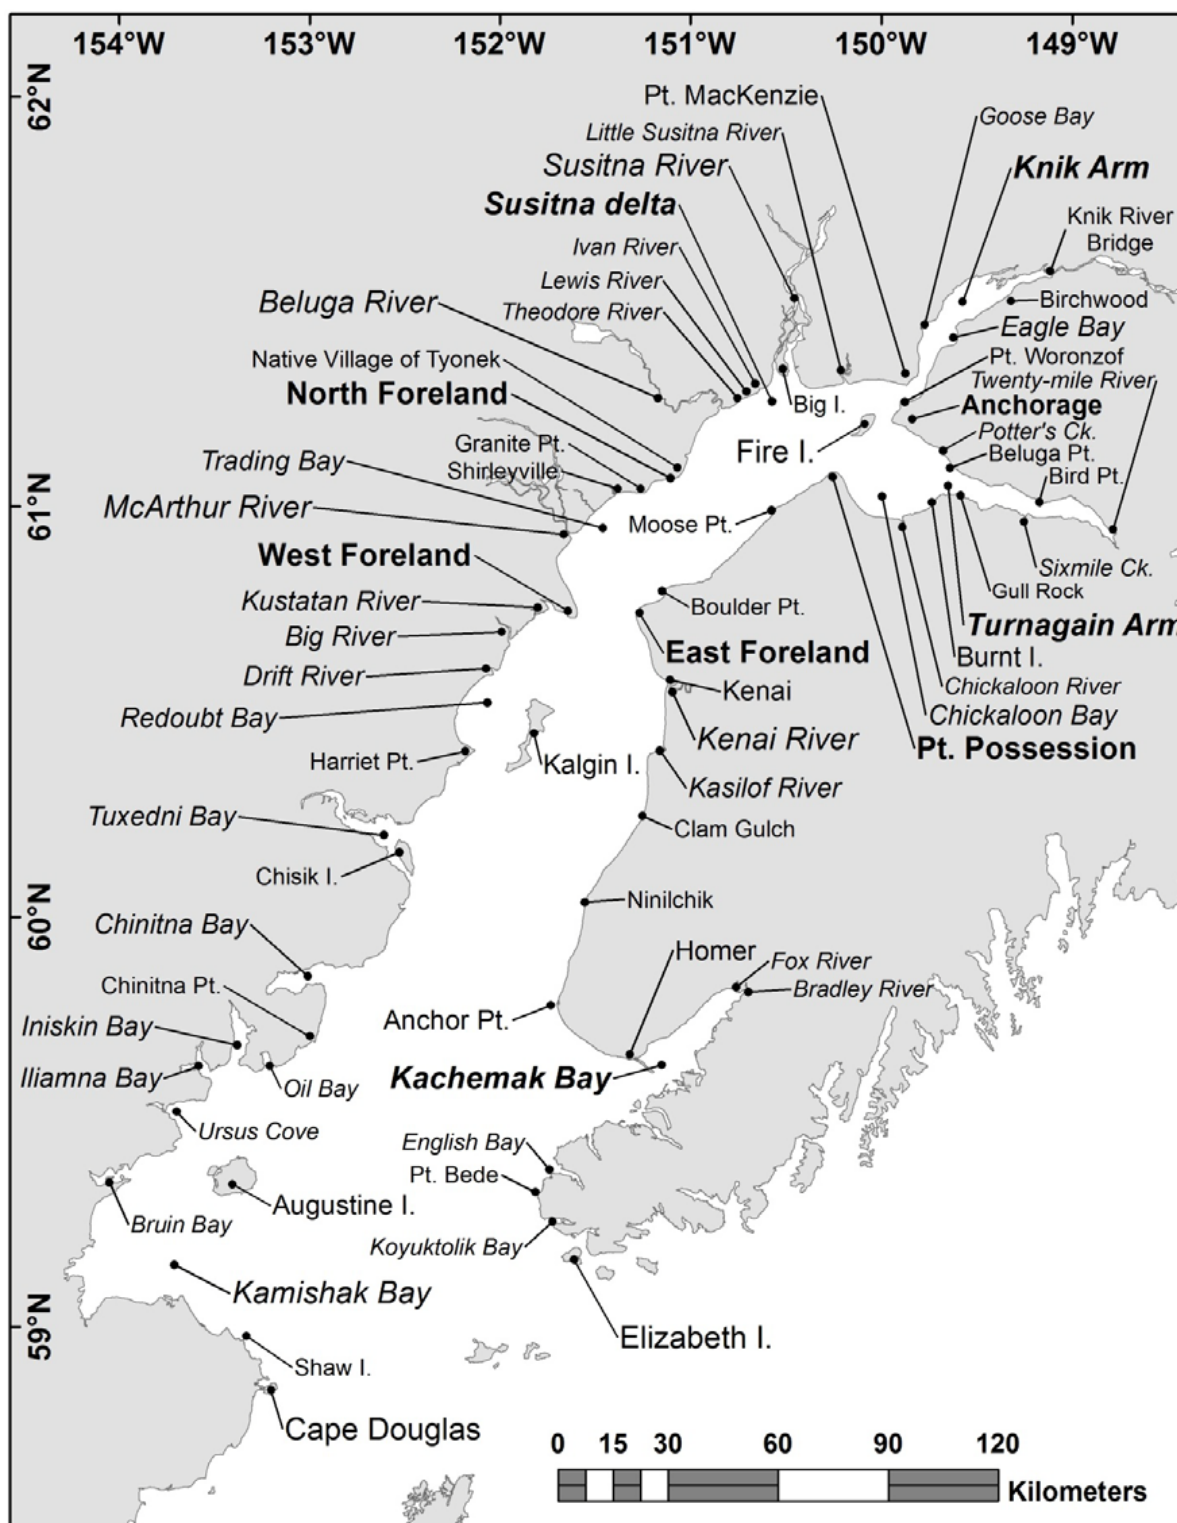 154°W 153°W 152°W 151°W 150°W 149°W
62°N
Pt. MacKenzie
Goose Bay
Little Susitna River
Susitna River
Knik Arm
Susitna delta
Knik River
Bridge
Ivan River
Lewis River
Theodore River
Beluga River
Birchwood
Eagle Bay
Native Village of Tyonek
Pt. Woronzof
Twenty-mile River
North Foreland
Big I.
Anchorage
Potter's Ck.
Granite Pt.
Fire I.
Beluga Pt.
Trading Bay
Shirleyville
Bird Pt.
61°N
McArthur River
Moose Pt.
West Foreland
Sixmile Ck.
Gull Rock
Kustatan River
Boulder Pt.
Turnagain Arm
Big River
East Foreland
Burnt I.
Drift River
Kenai
Chickaloon River
Redoubt Bay
Chickaloon Bay
Kenai River
Pt. Possession
Harriet Pt.
Kalgin I.
Kasilof River
Tuxedni Bay
Clam Gulch
Chisik I.
60°N
Ninilchik
Chinitna Bay
Homer
Fox River
Chinitna Pt.
Bradley River
Iniskin Bay
Anchor Pt.
Iliamna Bay
Oil Bay
Kachemak Bay
Ursus Cove
English Bay
Pt. Bede
Augustine I.
Bruin Bay
Koyuktolik Bay
Kamishak Bay
59°N
Elizabeth I.
Shaw I.
Cape Douglas
0 15 30 60 90 120
Kilometers